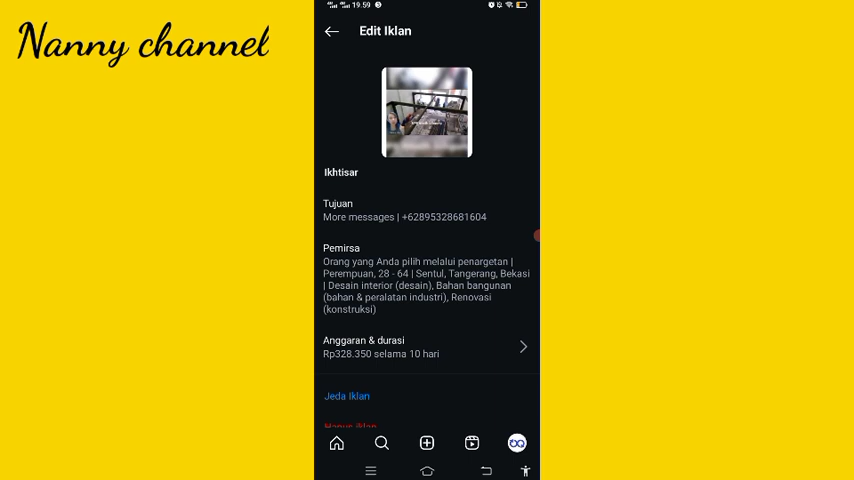 Nanny channel
19.59
Edit Iklan
Ikhtisar
Tujuan
More messages | +62895328681604
Pemirsa
Orang yang Anda pilih melalui penargetan |
Perempuan, 28 - 64 | Sentul, Tangerang, Bekasi
| Desain interior (desain), Bahan bangunan
(bahan & peralatan industri), Renovasi
(konstruksi)
Anggaran & durasi
Rp328.350 selama 10 hari
Jeda Iklan
Hapus iklan